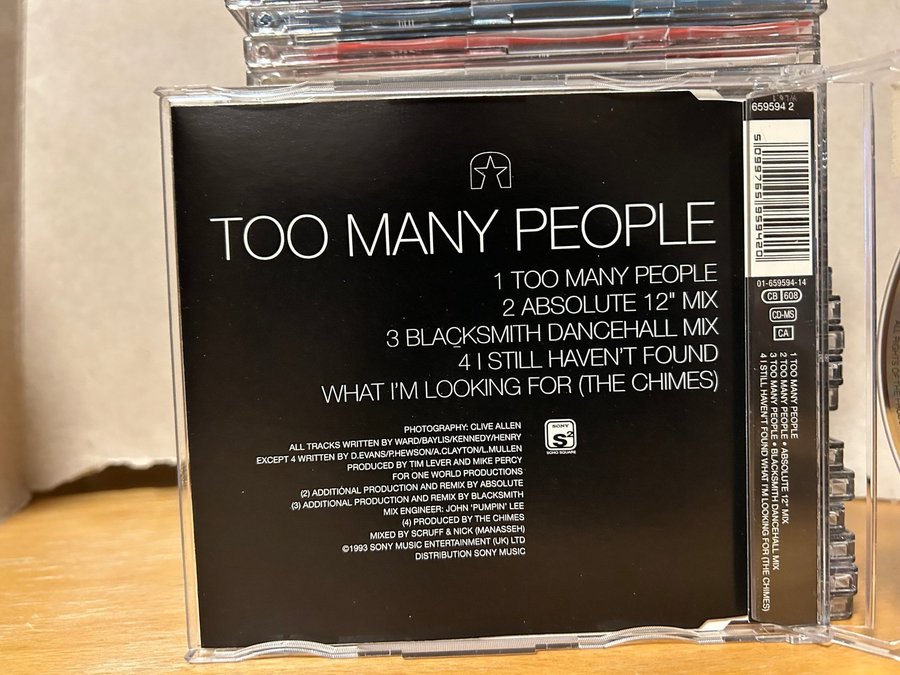 TOO MANY PEOPLE
1 TOO MANY PEOPLE
2 ABSOLUTE 12" MIX
3 BLACKSMITH DANCEHALL MIX
4 I STILL HAVEN'T FOUND
WHAT I'M LOOKING FOR (THE CHIMES)
PHOTOGRAPHY: CLIVE ALLEN
ALL TRACKS WRITTEN BY WARD/BAYLIS/KENNEDY/HENRY
EXCEPT 4 WRITTEN BY D.EVANS/P.HEWSON/A.CLAYTON/L.MULLEN
PRODUCED BY TIM LEVER AND MIKE PERCY
FOR ONE WORLD PRODUCTIONS
(2) ADDITIONAL PRODUCTION AND REMIX BY ABSOLUTE
(3) ADDITIONAL PRODUCTION AND REMIX BY BLACKSMITH
MIX ENGINEER: JOHN 'PUMPIN' LEE
(4) PRODUCED BY THE CHIMES
MIXED BY SCRUFF & NICK (MANASSEH)
©1993 SONY MUSIC ENTERTAINMENT (UK) LTD
DISTRIBUTION SONY MUSIC
SONY
S2
SOHO SQUARE
659594 2
5 099765 959420
01-659594-14
CB 608
CD-MS
CA
1 TOO MANY PEOPLE
2 TOO MANY PEOPLE • ABSOLUTE 12" MIX
3 TOO MANY PEOPLE • BLACKSMITH DANCEHALL MIX
4 I STILL HAVEN'T FOUND WHAT I'M LOOKING FOR (THE CHIMES)